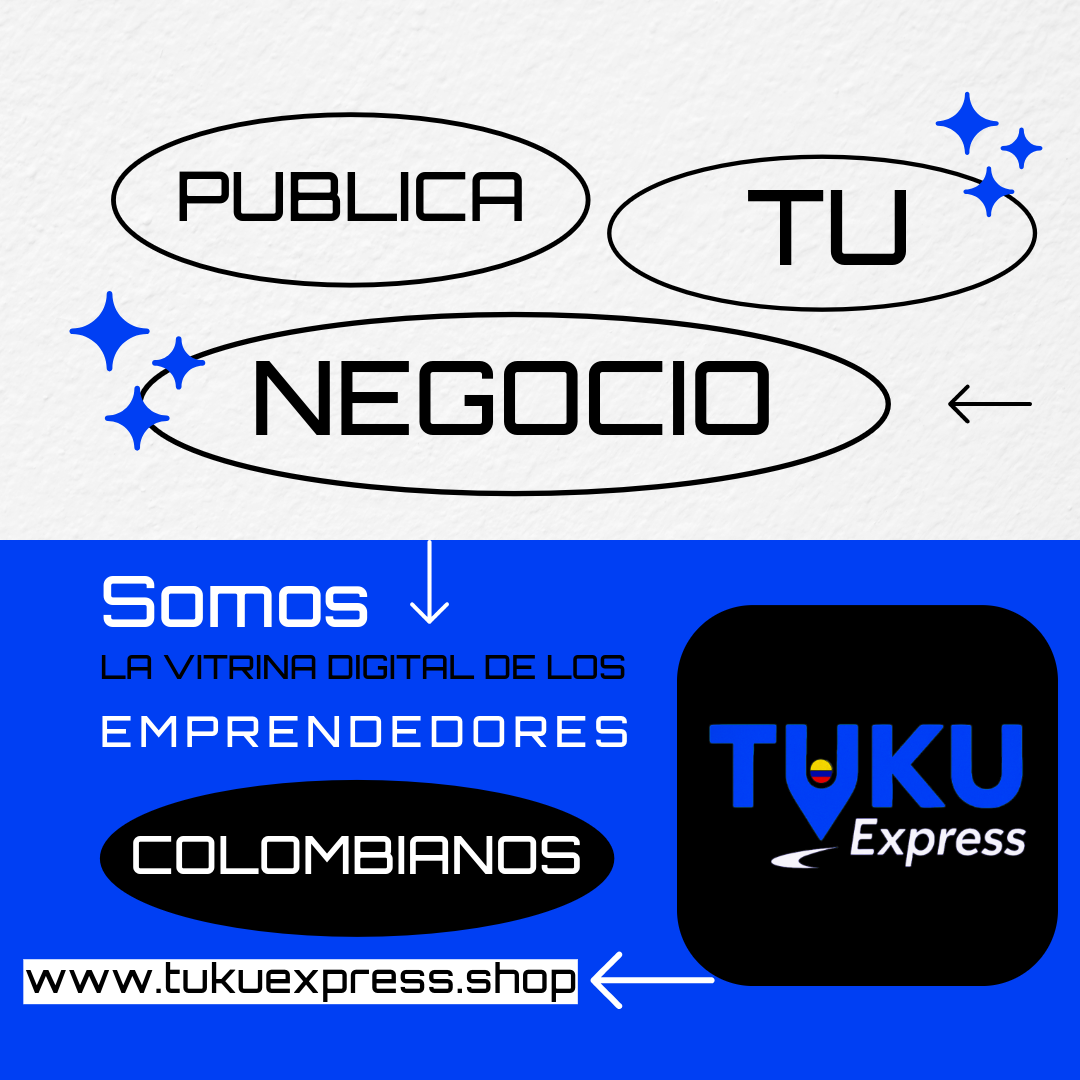 PUBLICA
TU
NEGOCIO
Somos
LA VITRINA DIGITAL DE LOS
EMPRENDEDORES
COLOMBIANOS
TUKU
Express
www.tukuexpress.shop